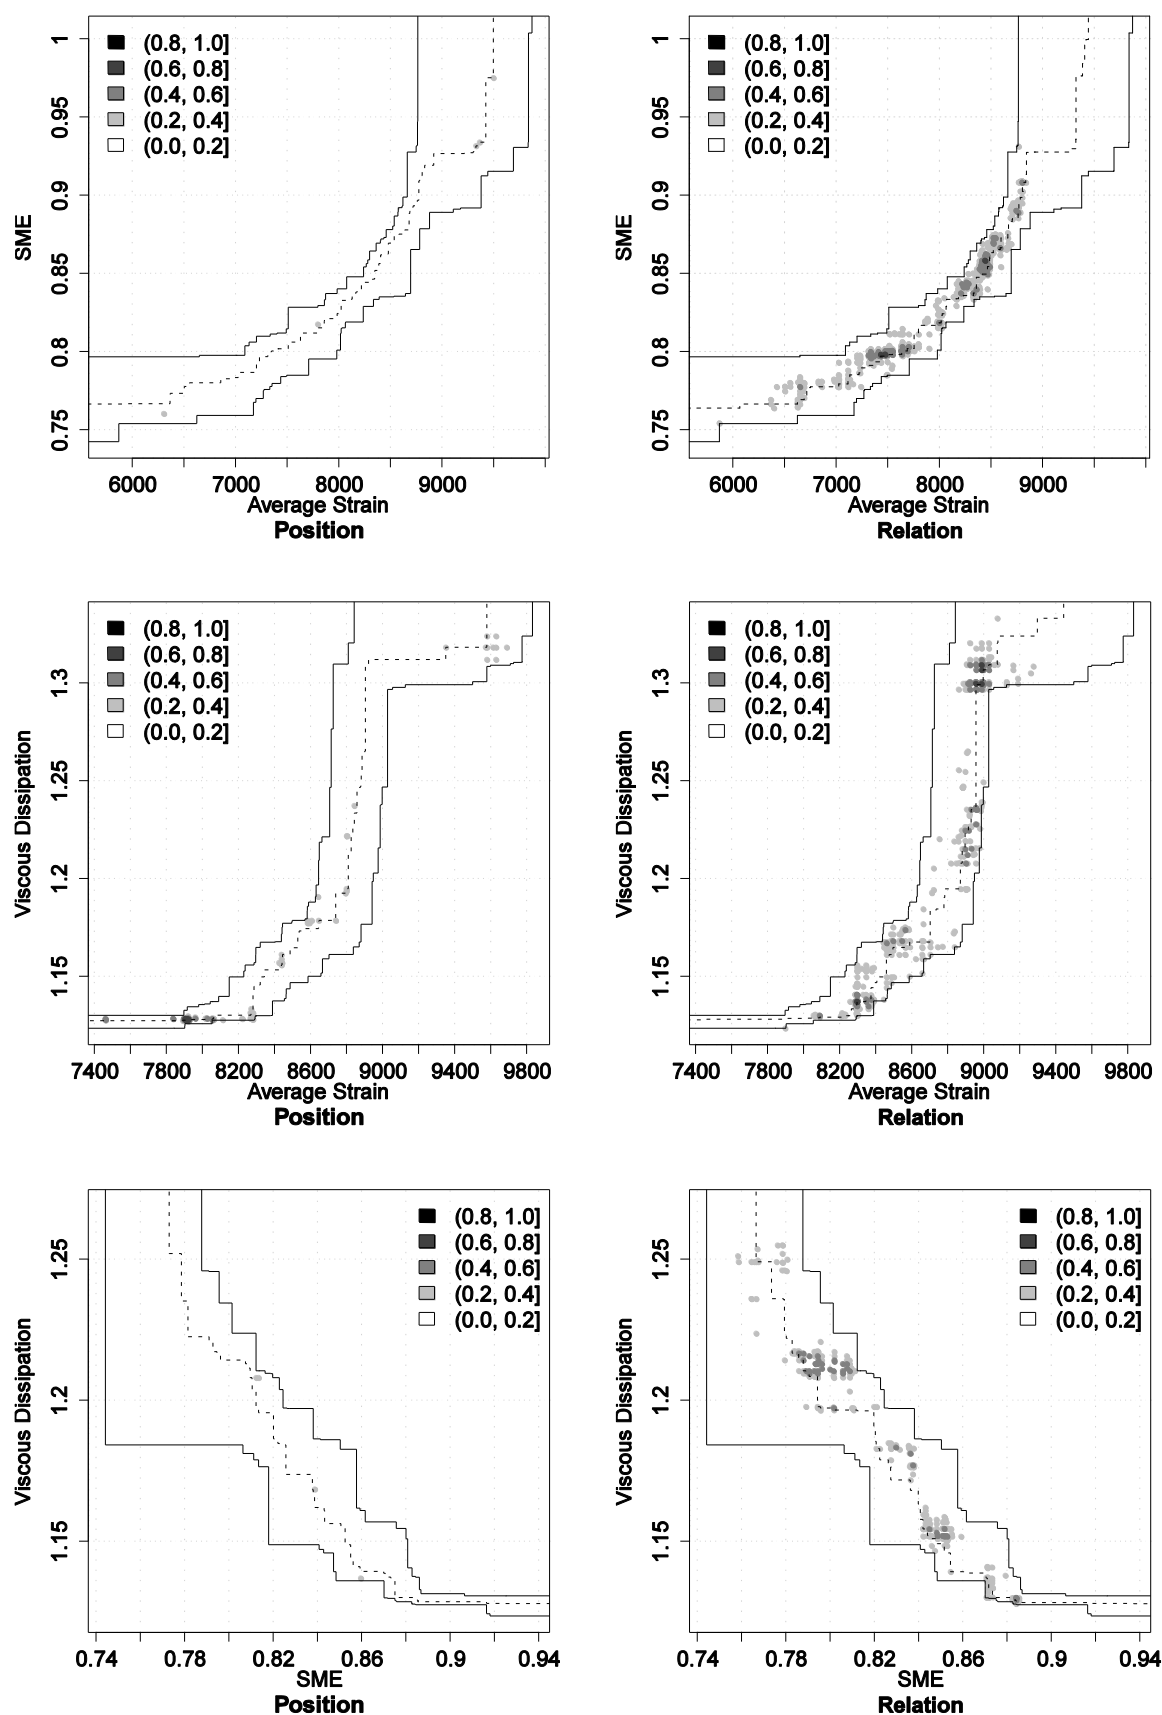 SME
1
0.95
0.9
0.85
0.8
0.75
(0.8, 1.0]
(0.6, 0.8]
(0.4, 0.6]
(0.2, 0.4]
(0.0, 0.2]
6000 7000 8000 9000
Average Strain
Position
SME
1
0.95
0.9
0.85
0.8
0.75
(0.8, 1.0]
(0.6, 0.8]
(0.4, 0.6]
(0.2, 0.4]
(0.0, 0.2]
6000 7000 8000 9000
Average Strain
Relation
Viscous Dissipation
1.3
1.25
1.2
1.15
(0.8, 1.0]
(0.6, 0.8]
(0.4, 0.6]
(0.2, 0.4]
(0.0, 0.2]
7400 7800 8200 8600 9000 9400 9800
Average Strain
Position
Viscous Dissipation
1.3
1.25
1.2
1.15
(0.8, 1.0]
(0.6, 0.8]
(0.4, 0.6]
(0.2, 0.4]
(0.0, 0.2]
7400 7800 8200 8600 9000 9400 9800
Average Strain
Relation
Viscous Dissipation
1.25
1.2
1.15
(0.8, 1.0]
(0.6, 0.8]
(0.4, 0.6]
(0.2, 0.4]
(0.0, 0.2]
0.74 0.78 0.82 0.86 0.9 0.94
SME
Position
Viscous Dissipation
1.25
1.2
1.15
(0.8, 1.0]
(0.6, 0.8]
(0.4, 0.6]
(0.2, 0.4]
(0.0, 0.2]
0.74 0.78 0.82 0.86 0.9 0.94
SME
Relation